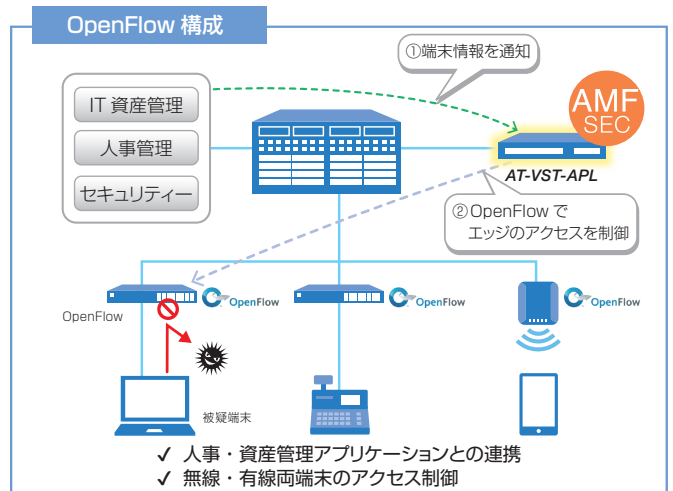 OpenFlow 構成
①端末情報を通知
IT 資産管理
人事管理
セキュリティー
AMF
SEC
AT-VST-APL
②OpenFlow で
エッジのアクセスを制御
OpenFlow
OpenFlow
OpenFlow
OpenFlow
被疑端末
✓ 人事・資産管理アプリケーションとの連携
✓ 無線・有線両端末のアクセス制御